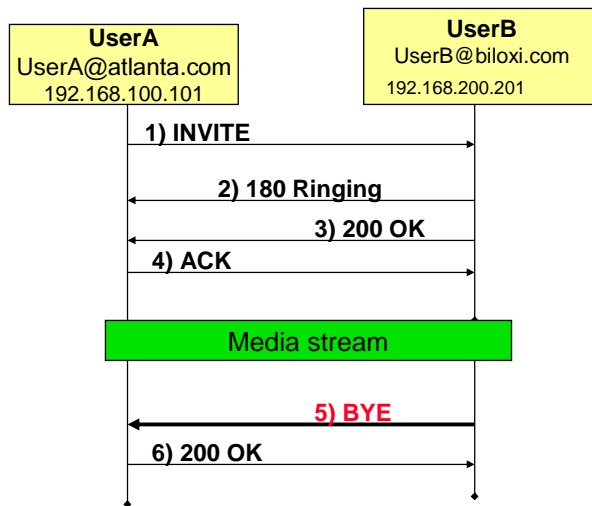 UserA
UserA@atlanta.com
192.168.100.101
UserB
UserB@biloxi.com
192.168.200.201
1) INVITE
2) 180 Ringing
3) 200 OK
4) ACK
Media stream
5) BYE
6) 200 OK